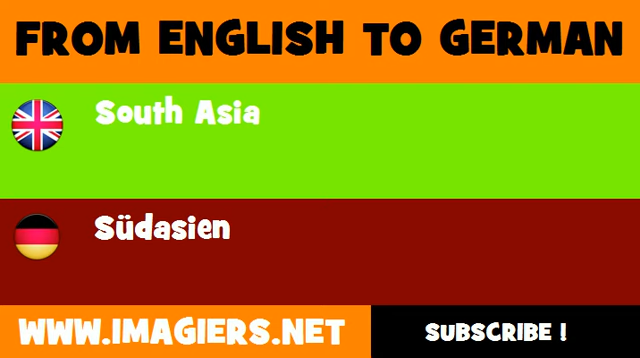 FROM ENGLISH TO GERMAN
South Asia
Südasien
WWW.IMAGIERS.NET
SUBSCRIBE !